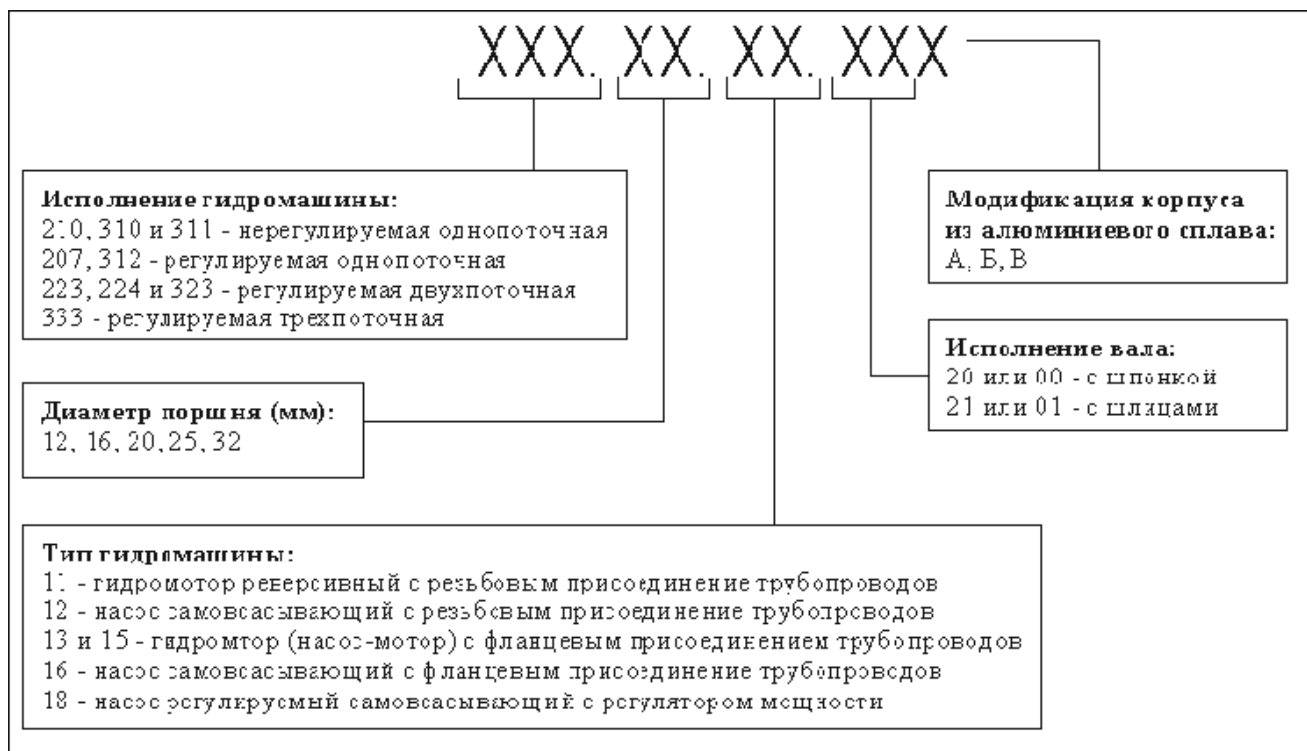 XXX. XX. XX. XXX
Исполнение гидромашины:
210, 310 и 311 - нерегулируемая однопоточная
207, 312 - регулируемая однопоточная
223, 224 и 323 - регулируемая двухпоточная
333 - регулируемая трехпоточная
Модификация корпуса
из алюминиевого сплава:
А, Б, В
Исполнение вала:
20 или 00 - с шпонкой
21 или 01 - с шлицами
Диаметр поршня (мм):
12, 16, 20, 25, 32
Тип гидромашины:
11 - гидромотор реверсивный с резьбовым присоединение трубопроводов
12 - насос самовсасывающий с резьбовым присоединение трубопроводов
13 и 15 - гидромтор (насос-мотор) с фланцевым присоединением трубопроводов
16 - насос самовсасывающий с фланцевым присоединение трубопроводов
18 - насос регулируемый самовсасывающий с регулятором мощности